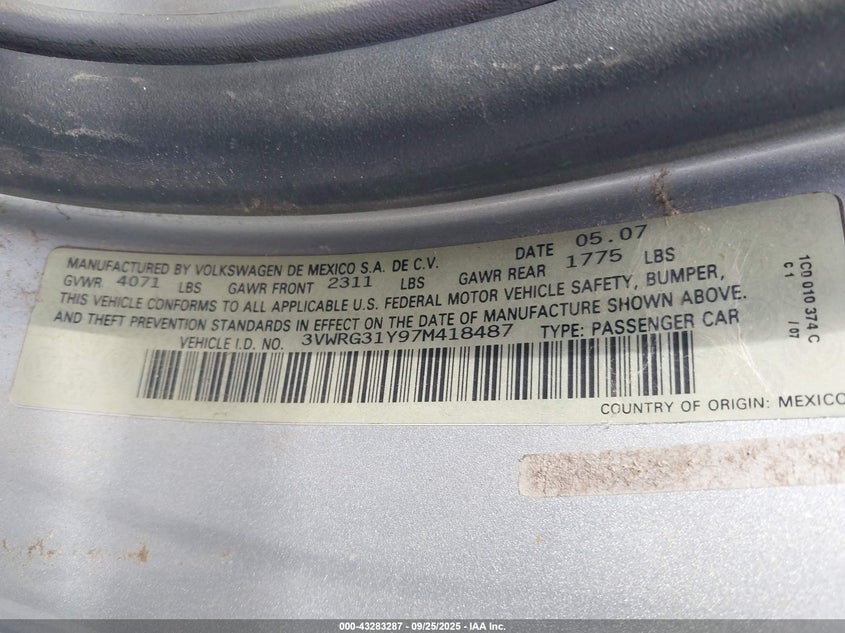 MANUFACTURED BY VOLKSWAGEN DE MEXICO S.A. DE C.V. DATE 05.07
GVWR 4071 LBS GAWR FRONT 2311 LBS GAWR REAR 1775 LBS
THIS VEHICLE CONFORMS TO ALL APPLICABLE U.S. FEDERAL MOTOR VEHICLE SAFETY, BUMPER,
AND THEFT PREVENTION STANDARDS IN EFFECT ON THE DATE OF MANUFACTURE SHOWN ABOVE.
VEHICLE I.D. NO. 3VWRG31Y97M418487 TYPE: PASSENGER CAR
COUNTRY OF ORIGIN: MEXICO
1C0 010 374 C
C1 / 07
000-43283287 - 09/25/2025 - IAA Inc.